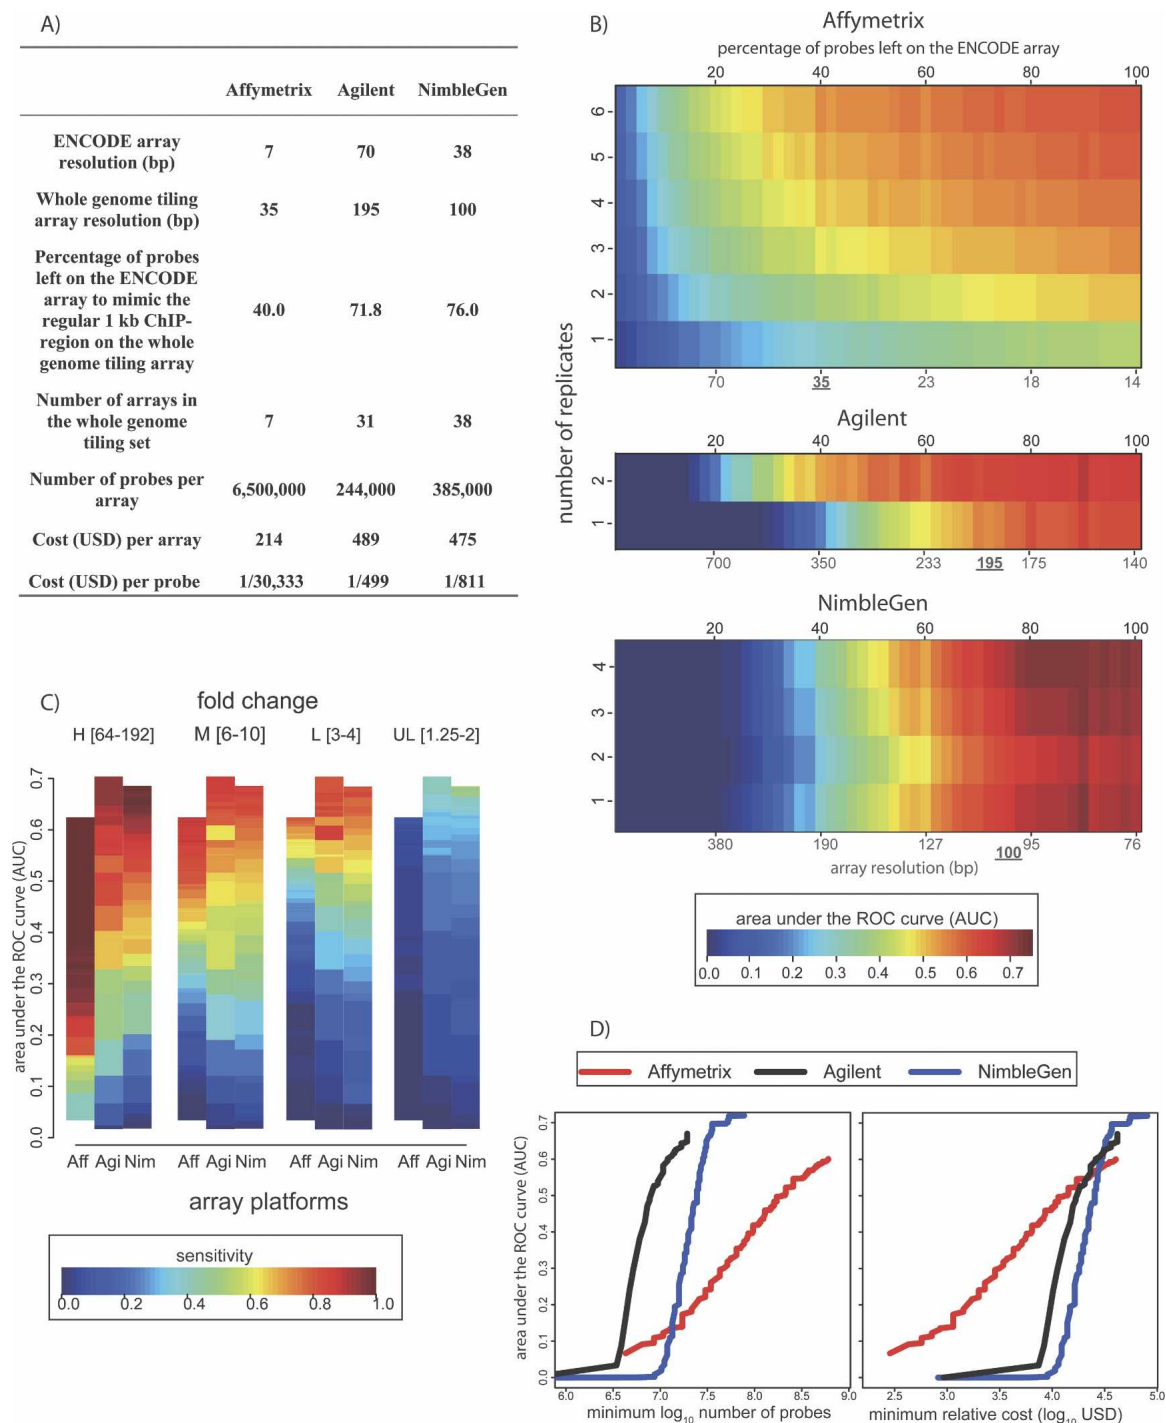 A)
Affymetrix Agilent NimbleGen
ENCODE array
resolution (bp)
7 70 38
Whole genome tiling
array resolution (bp)
35 195 100
Percentage of probes
left on the ENCODE
array to mimic the
regular 1 kb ChIP-
region on the whole
genome tiling array
40.0 71.8 76.0
Number of arrays in
the whole genome
tiling set
7 31 38
Number of probes per
array
6,500,000 244,000 385,000
Cost (USD) per array
214 489 475
Cost (USD) per probe
1/30,333 1/499 1/811
B)
Affymetrix
percentage of probes left on the ENCODE array
20 40 60 80 100
6
5
4
3
2
1
70 35 23 18 14
number of replicates
Agilent
20 40 60 80 100
2
1
700 350 233 195 175 140
NimbleGen
20 40 60 80 100
4
3
2
1
380 190 127 100 95 76
array resolution (bp)
area under the ROC curve (AUC)
0.0 0.1 0.2 0.3 0.4 0.5 0.6 0.7
C)
fold change
H [64-192] M [6-10] L [3-4] UL [1.25-2]
area under the ROC curve (AUC)
0.7
0.6
0.5
0.4
0.3
0.2
0.1
0.0
Aff Agi Nim Aff Agi Nim Aff Agi Nim Aff Agi Nim
array platforms
sensitivity
0.0 0.2 0.4 0.6 0.8 1.0
D)
Affymetrix Agilent NimbleGen
area under the ROC curve (AUC)
0.7
0.6
0.5
0.4
0.3
0.2
0.1
0.0
6.0 6.5 7.0 7.5 8.0 8.5 9.0
minimum log10 number of probes
2.5 3.0 3.5 4.0 4.5 5.0
minimum relative cost (log10 USD)